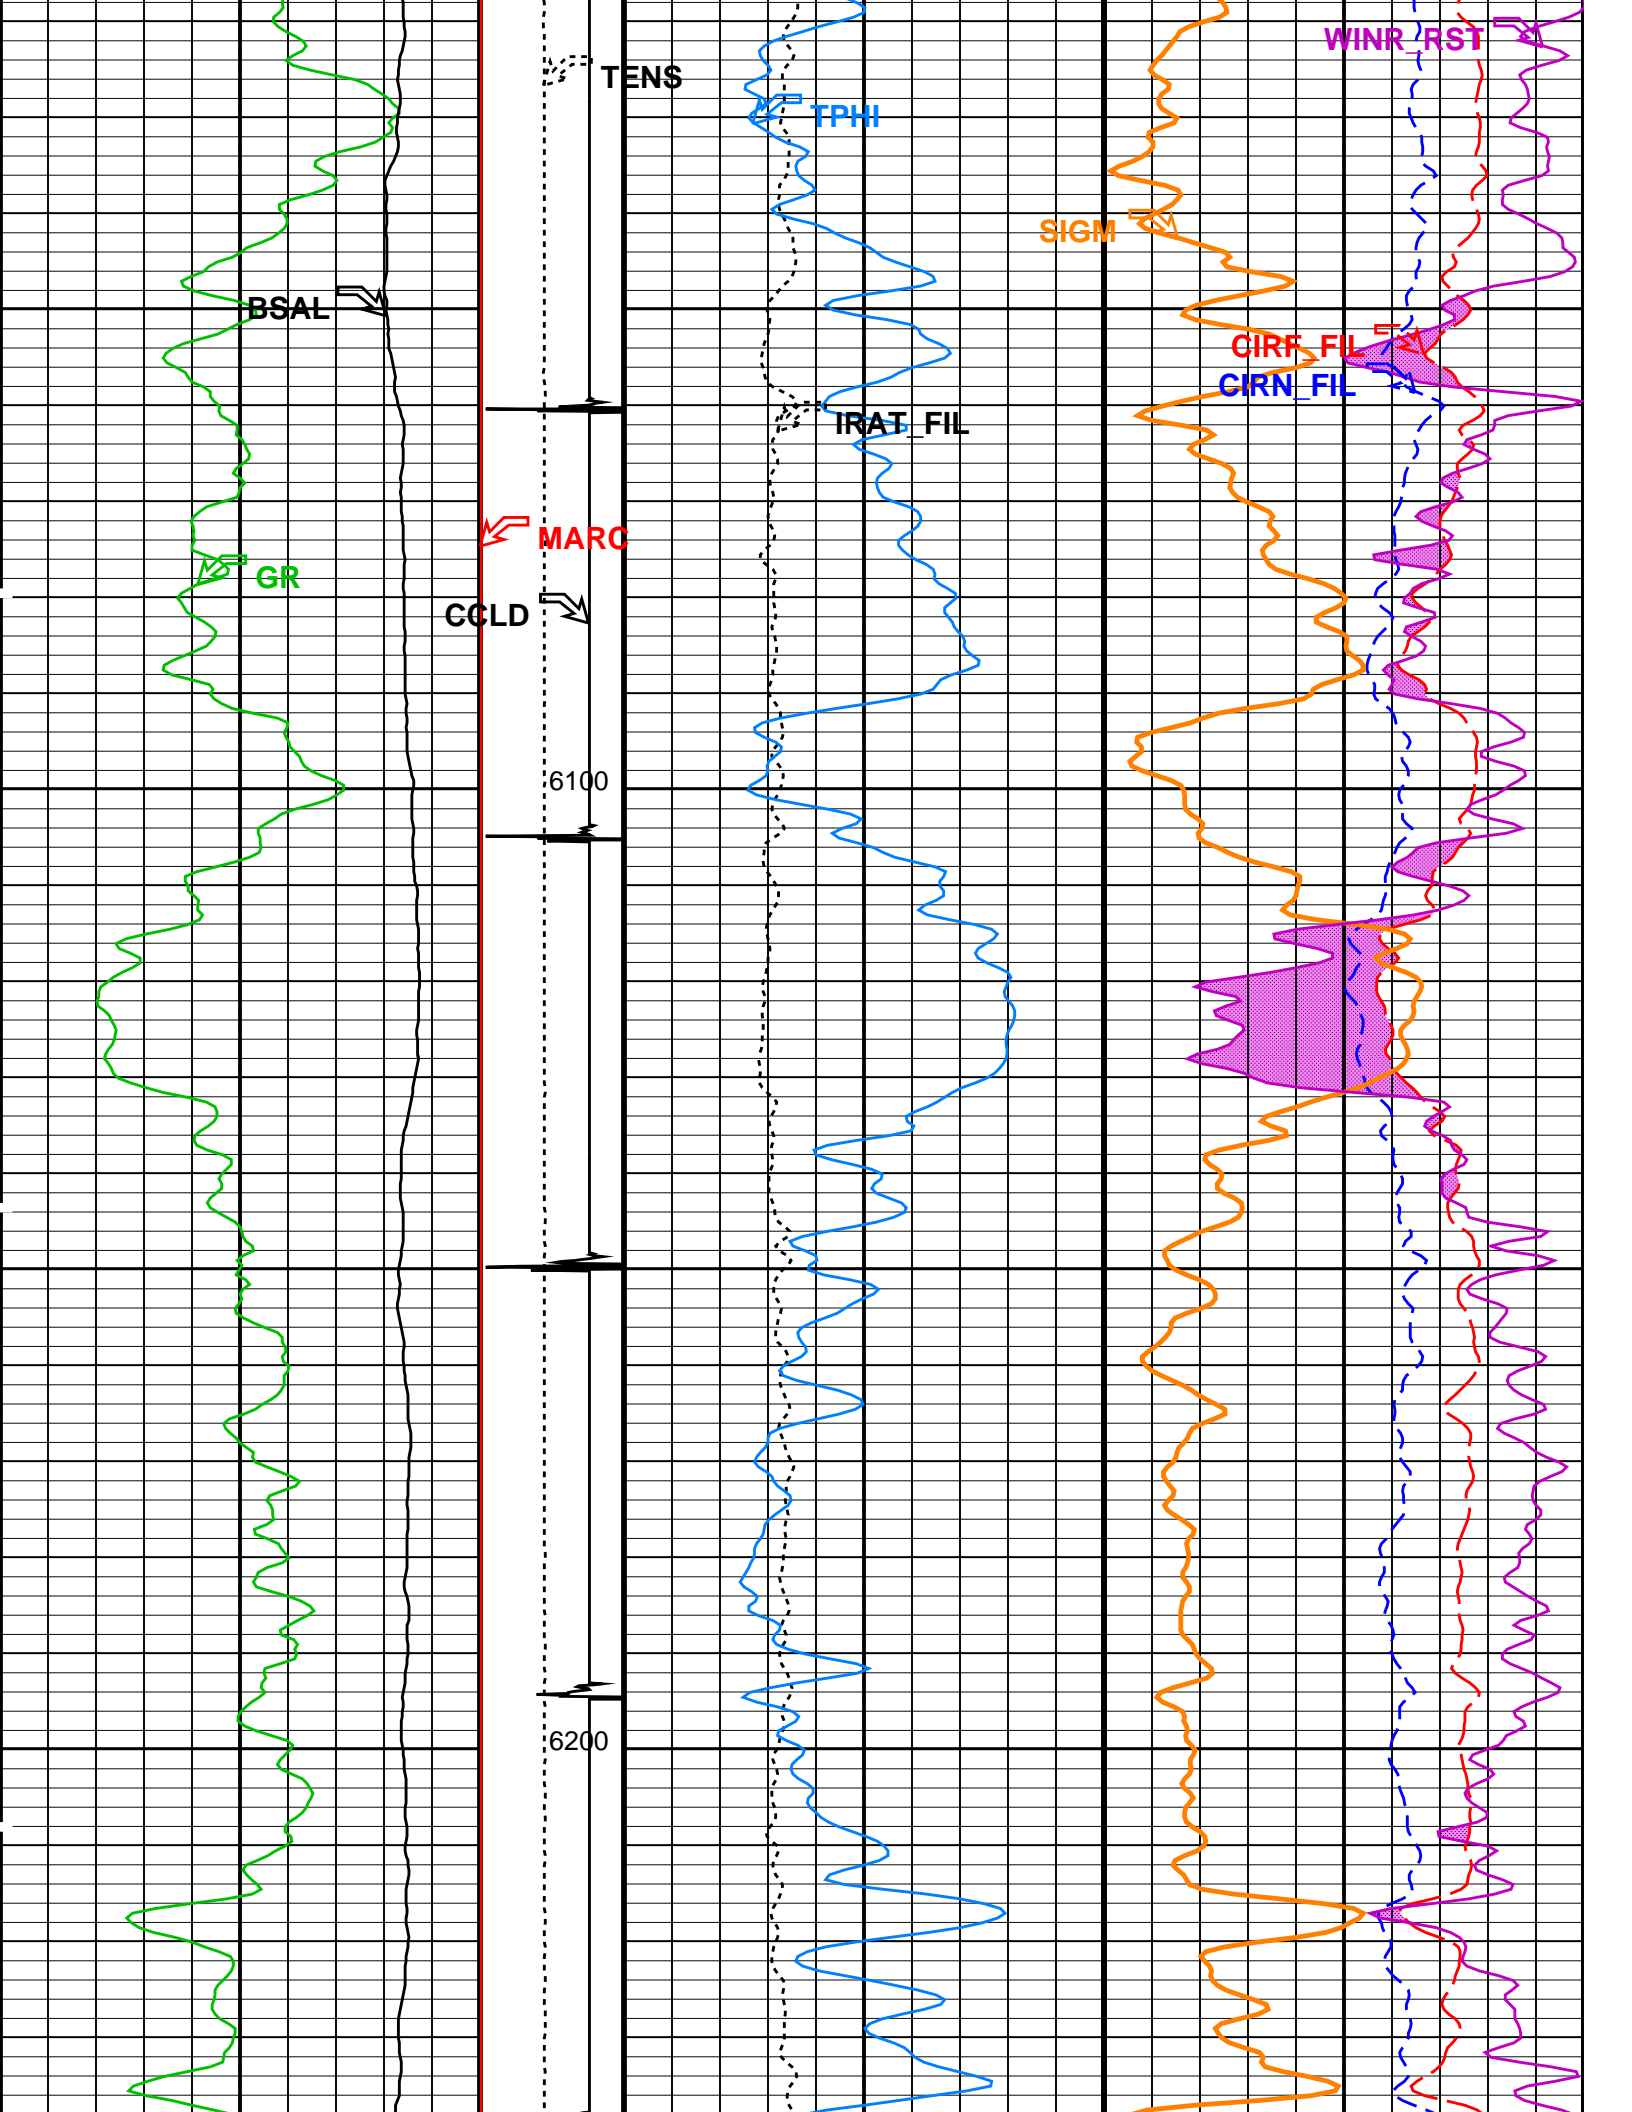 WINR_RST
TENS
TPHI
SIGM
BSAL
CIRF_FIL
CIRN_FIL
IRAT_FIL
MARC
GR
CCLD
6100
6200